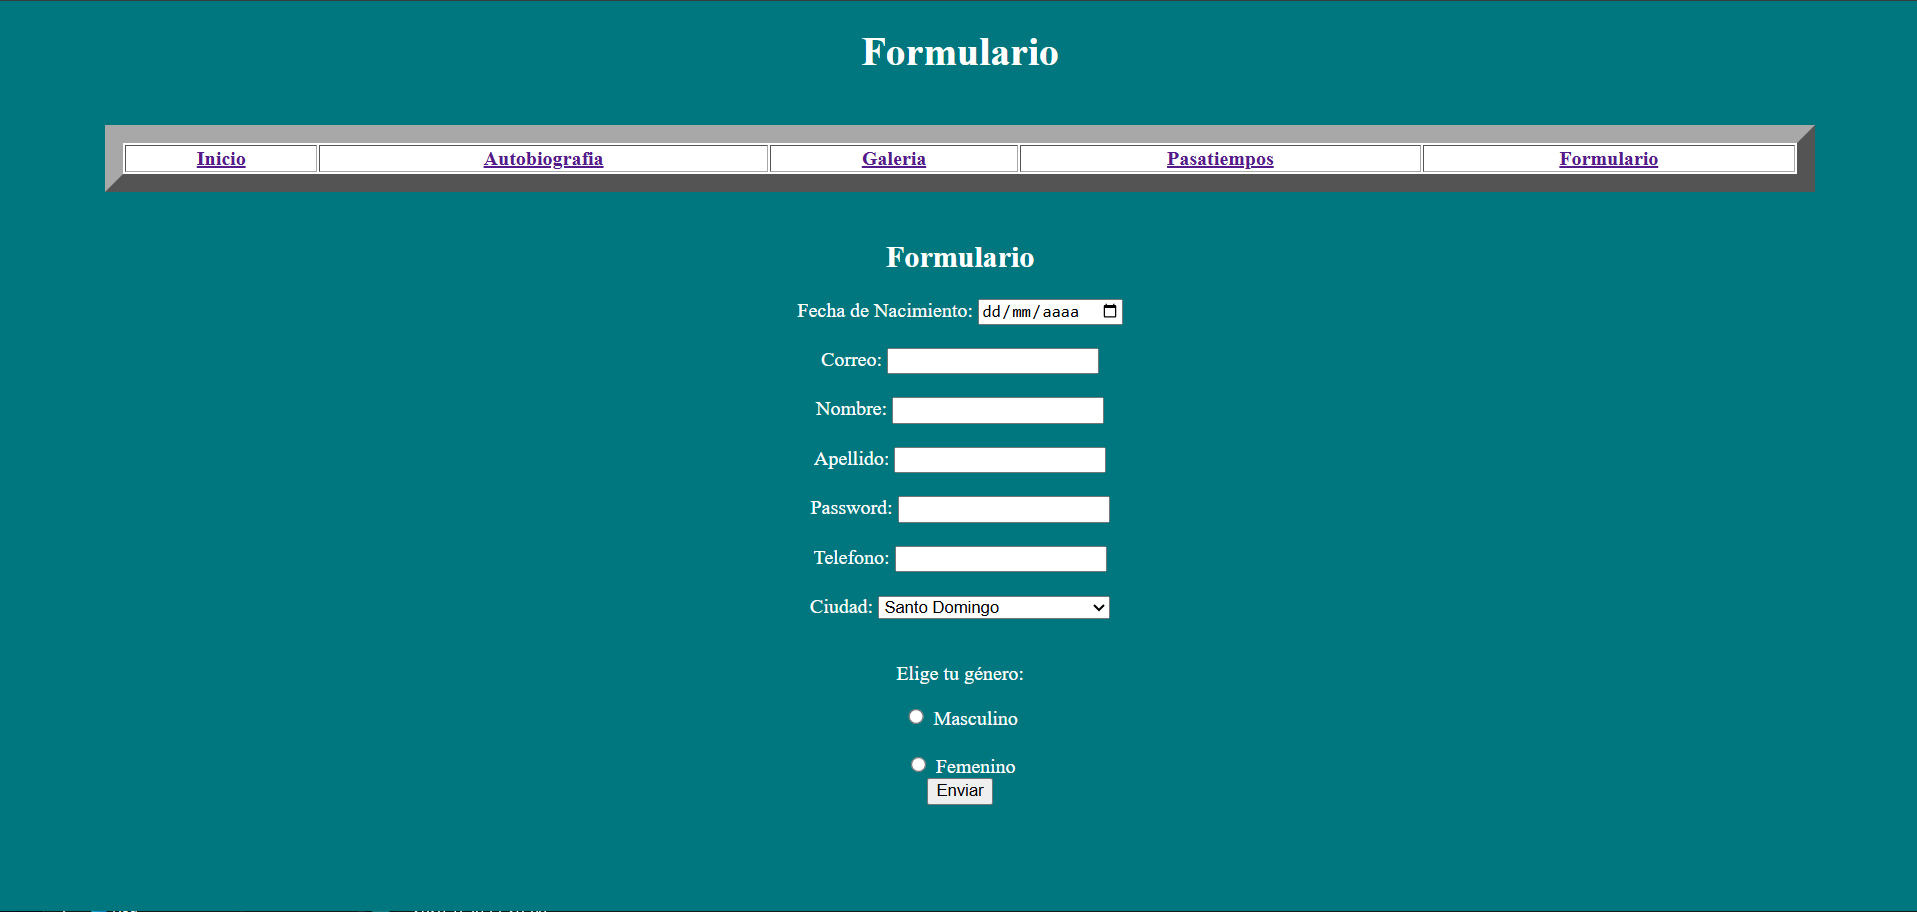 Formulario
Inicio Autobiografia Galeria Pasatiempos Formulario
Formulario
Fecha de Nacimiento: dd/mm/aaaa
Correo:
Nombre:
Apellido:
Password:
Telefono:
Ciudad: Santo Domingo
Elige tu género:
Masculino
Femenino
Enviar